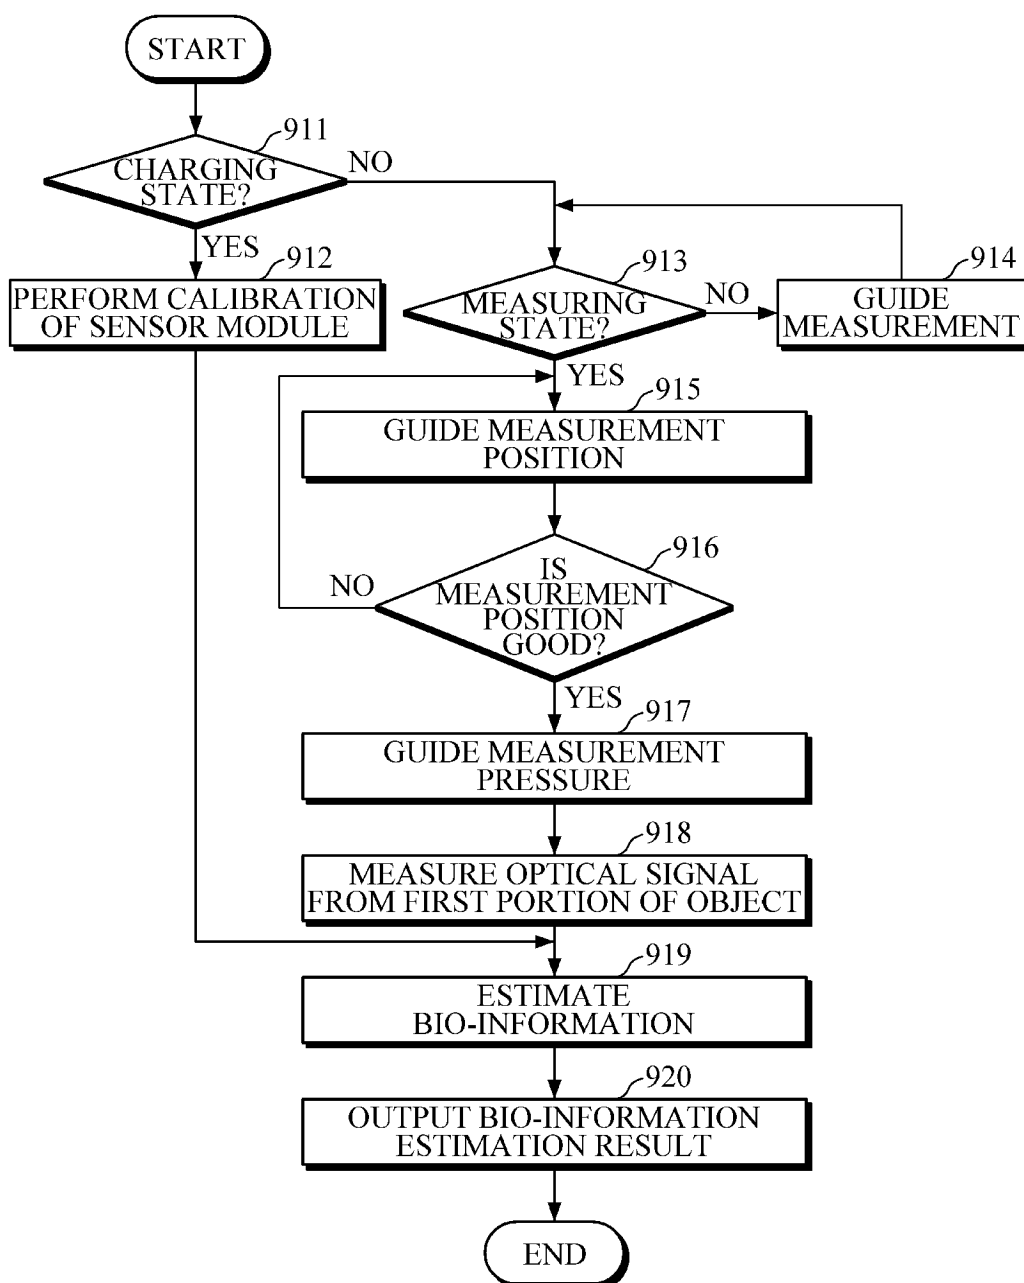 START
911
CHARGING
STATE?
NO
YES
912
PERFORM CALIBRATION
OF SENSOR MODULE
913
MEASURING
STATE?
NO
914
GUIDE
MEASUREMENT
YES
915
GUIDE MEASUREMENT
POSITION
916
IS
MEASUREMENT
POSITION
GOOD?
NO
YES
917
GUIDE MEASUREMENT
PRESSURE
918
MEASURE OPTICAL SIGNAL
FROM FIRST PORTION OF OBJECT
919
ESTIMATE
BIO-INFORMATION
920
OUTPUT BIO-INFORMATION
ESTIMATION RESULT
END